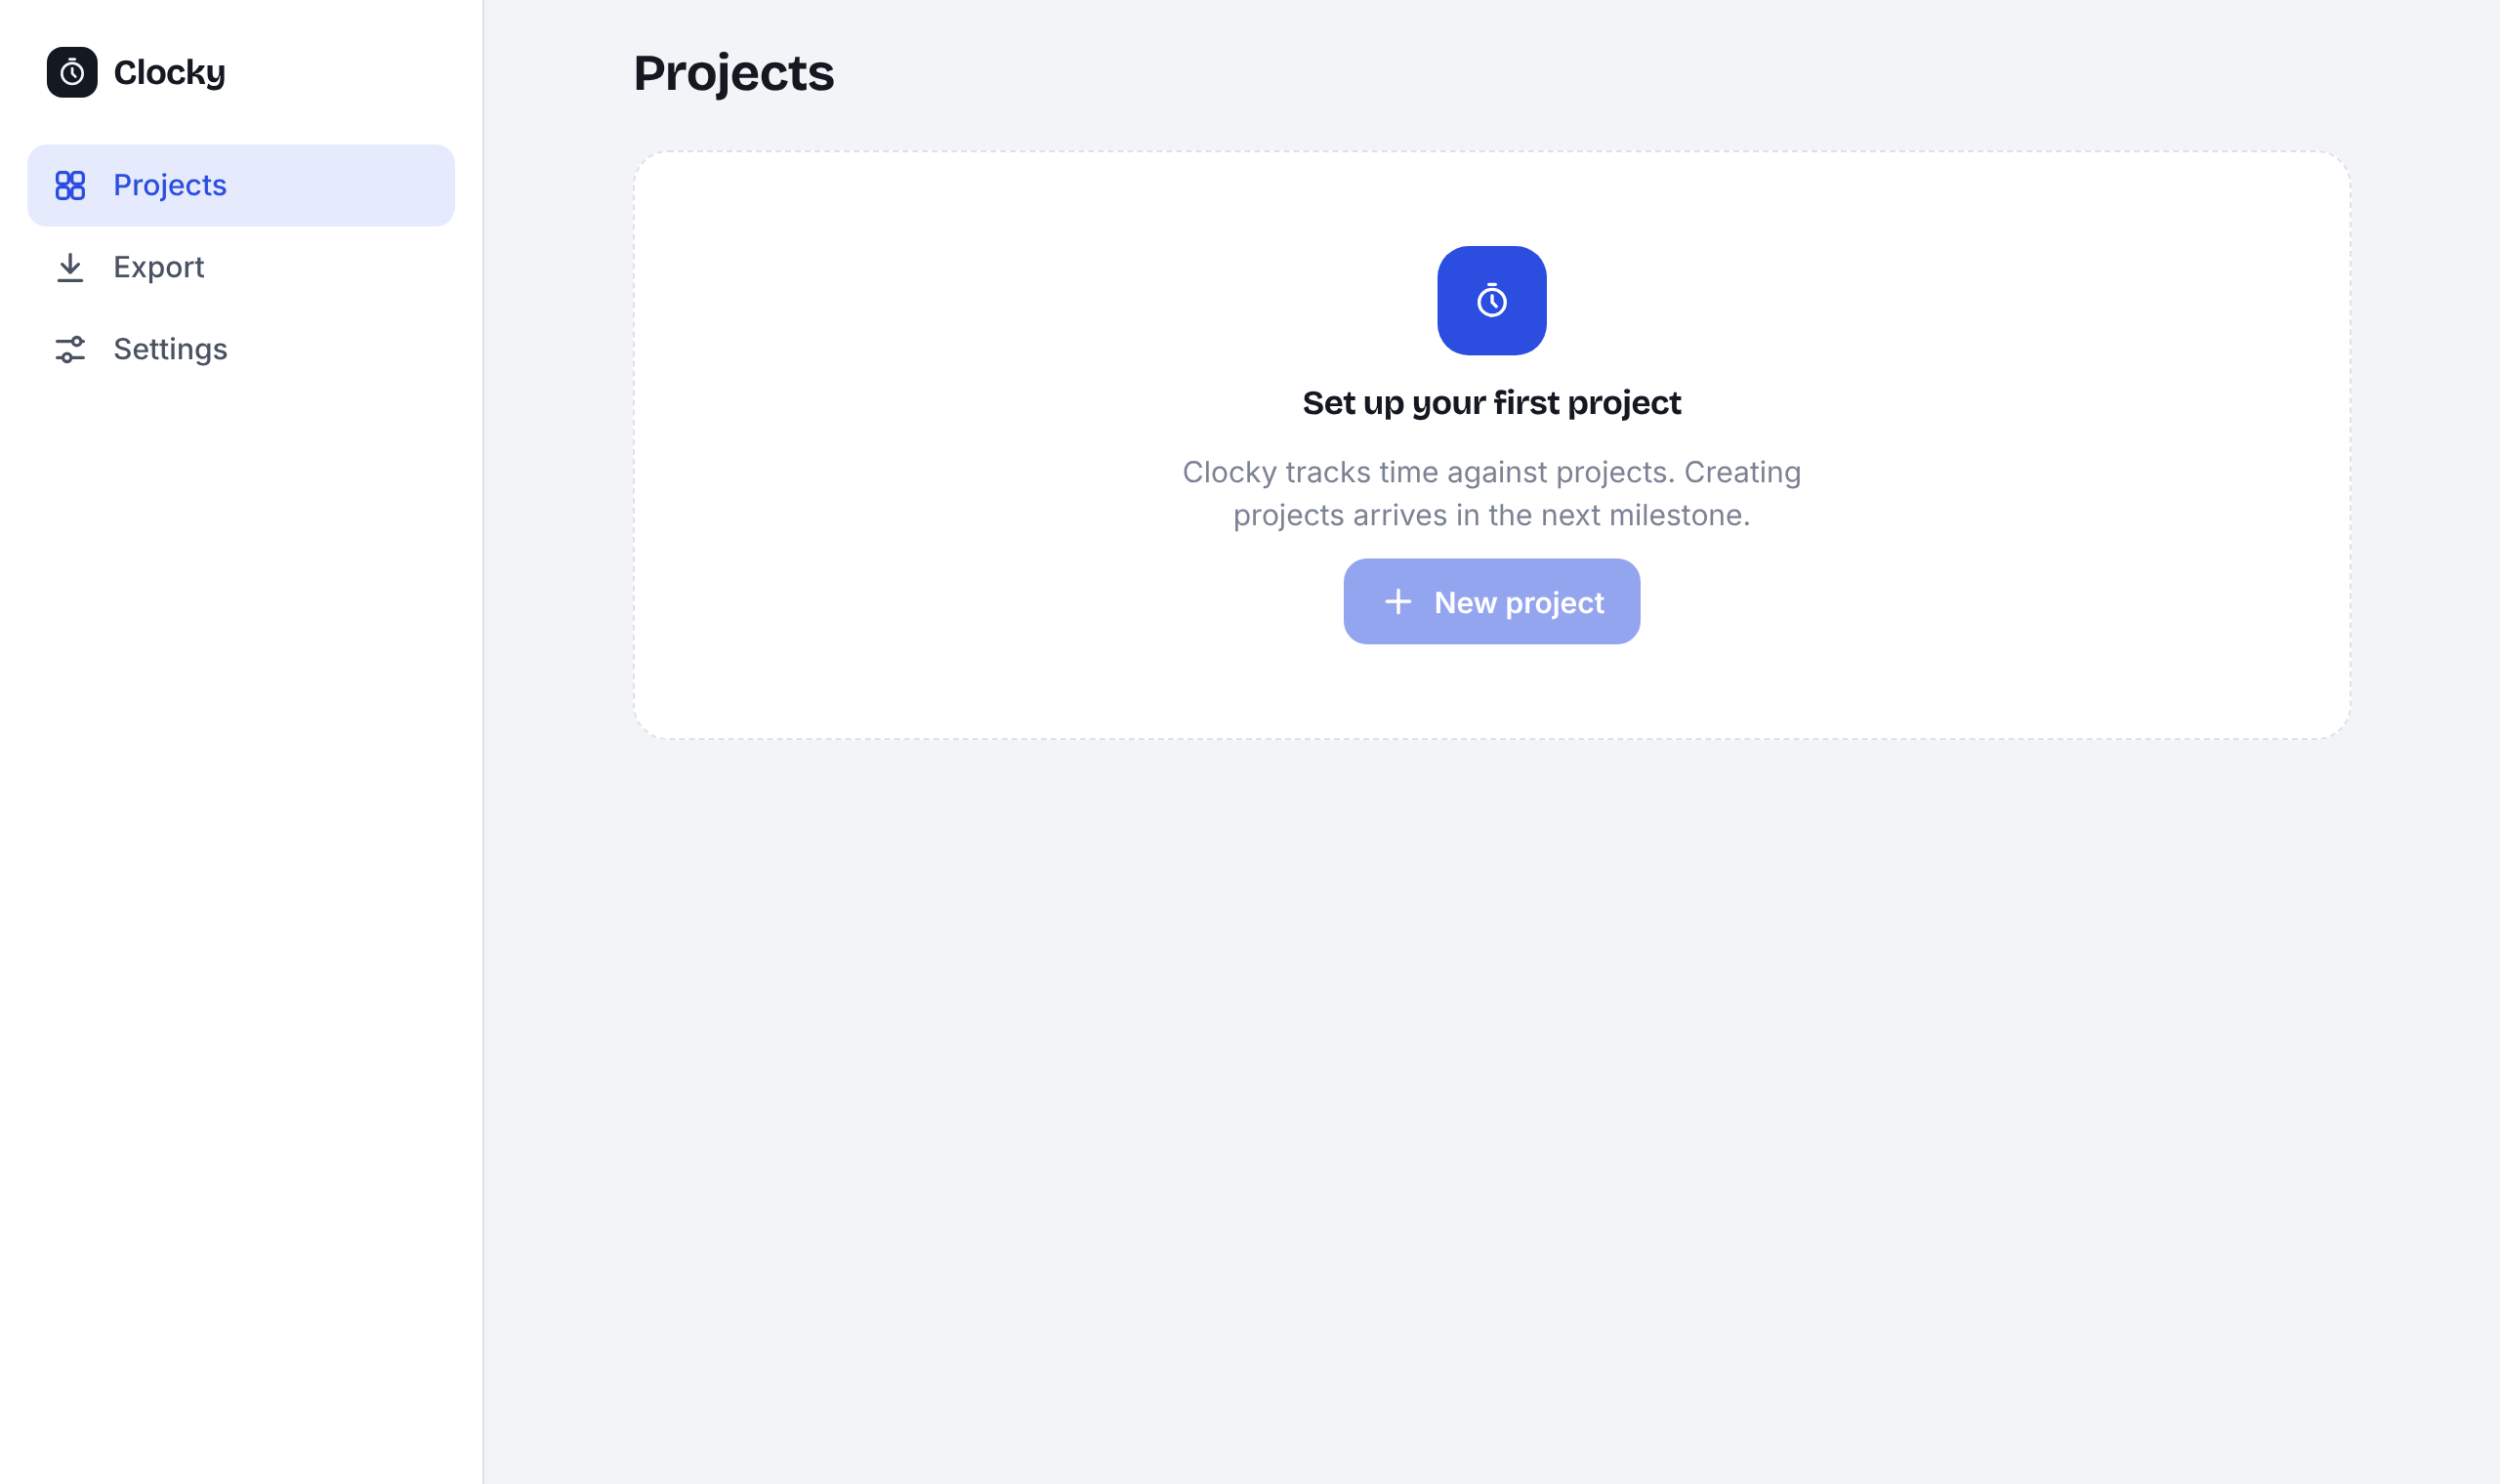 Clocky
Projects
Export
Settings
Projects
Set up your first project
Clocky tracks time against projects. Creating
projects arrives in the next milestone.
New project